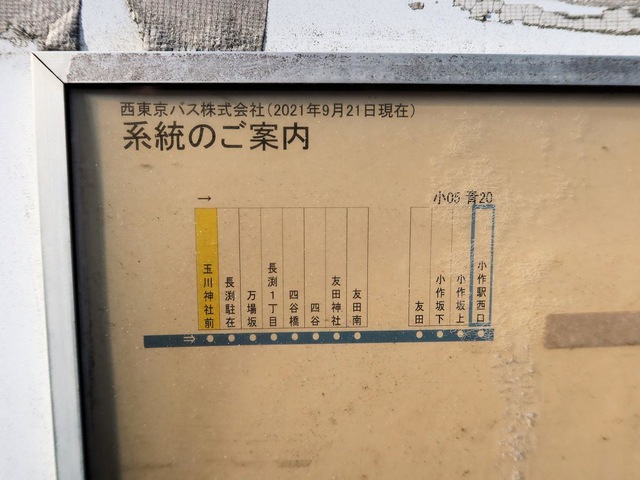 西東京バス株式会社(2021年9月21日現在)
系統のご案内
→
小05 青20
玉川神社前
長渕駐在
万場坂
長渕1丁目
四谷橋
四谷
友田神社
友田南
友田
小作坂下
小作坂上
小作駅西口
⇒